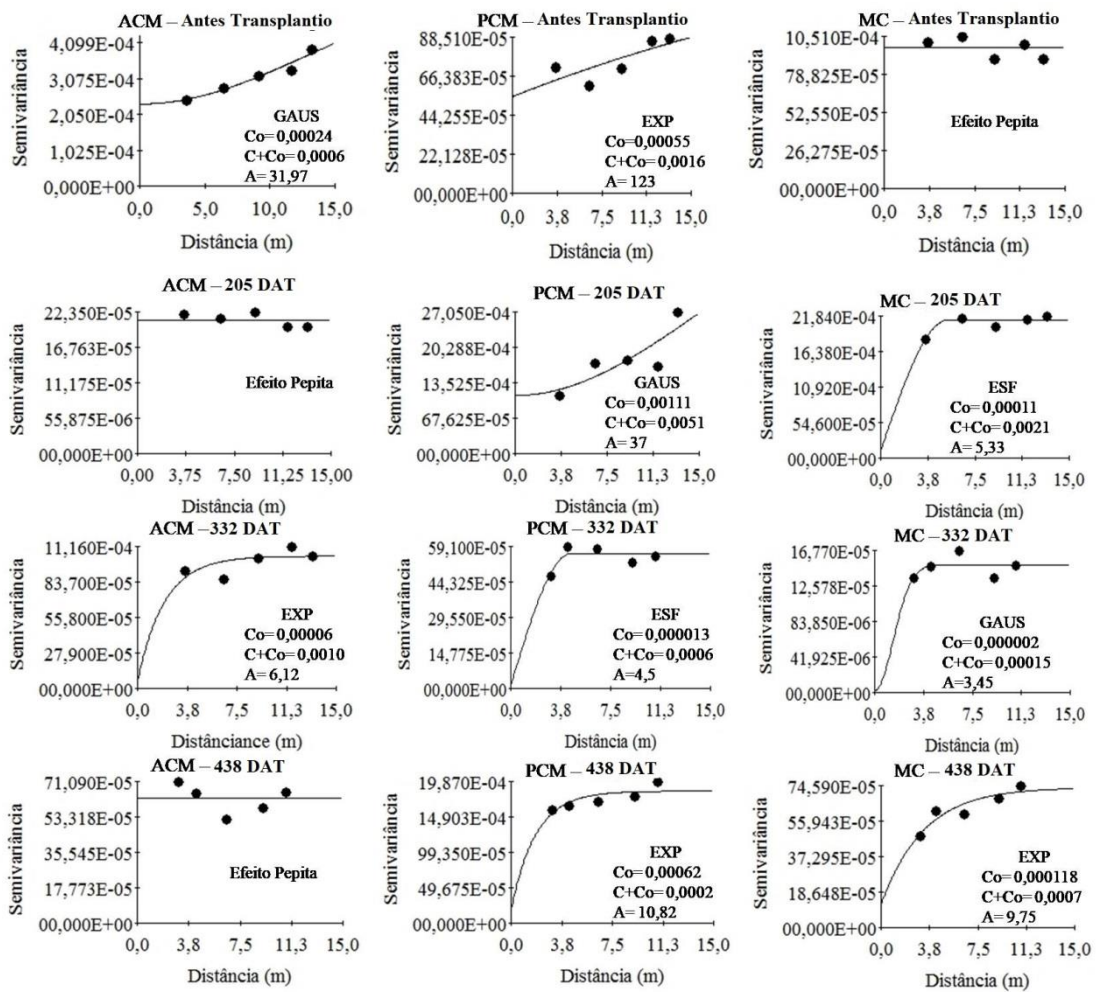 ACM – Antes Transplantio
Semivariância
4,099E-04
3,075E-04
2,050E-04
1,025E-04
0,000E+00
GAUS
Co= 0,00024
C+Co= 0,0006
A= 31,97
0,0 5,0 10,0 15,0
Distância (m)
PCM – Antes Transplantio
Semivariância
88,510E-05
66,383E-05
44,255E-05
22,128E-05
00,000E+00
EXP
Co= 0,00055
C+Co= 0,0016
A= 123
0,0 3,8 7,5 11,3 15,0
Distância (m)
MC – Antes Transplantio
Semivariância
10,510E-04
78,825E-05
52,550E-05
26,275E-05
00,000E+00
Efeito Pepita
0,0 3,8 7,5 11,3 15,0
Distância (m)
ACM – 205 DAT
Semivariância
22,350E-05
16,763E-05
11,175E-05
55,875E-06
00,000E+00
Efeito Pepita
0,00 3,75 7,50 11,25 15,00
Distância (m)
PCM – 205 DAT
Semivariância
27,050E-04
20,288E-04
13,525E-04
67,625E-05
00,000E+00
GAUS
Co= 0,00111
C+Co= 0,0051
A= 37
0,0 3,8 7,5 11,3 15,0
Distância (m)
MC – 205 DAT
Semivariância
21,840E-04
16,380E-04
10,920E-04
54,600E-05
00,000E+00
ESF
Co= 0,00011
C+Co= 0,0021
A= 5,33
0,0 3,8 7,5 11,3 15,0
Distância (m)
ACM – 332 DAT
Semivariância
11,160E-04
83,700E-05
55,800E-05
27,900E-05
00,000E+00
EXP
Co= 0,00006
C+Co= 0,0010
A= 6,12
0,0 3,8 7,5 11,3 15,0
Distânciance (m)
PCM – 332 DAT
Semivariância
59,100E-05
44,325E-05
29,550E-05
14,775E-05
00,000E+00
ESF
Co= 0,000013
C+Co= 0,0006
A= 4,5
0,0 3,8 7,5 11,3 15,0
Distância (m)
MC – 332 DAT
Semivariância
16,770E-05
12,578E-05
83,850E-06
41,925E-06
00,000E+00
GAUS
Co= 0,000002
C+Co= 0,00015
A=3,45
0,0 3,8 7,5 11,3 15,0
Distância (m)
ACM – 438 DAT
Semivariância
71,090E-05
53,318E-05
35,545E-05
17,773E-05
00,000E+00
Efeito Pepita
0,0 3,8 7,5 11,3 15,0
Distância (m)
PCM – 438 DAT
Semivariância
19,870E-04
14,903E-04
99,350E-05
49,675E-05
00,000E+00
EXP
Co= 0,00062
C+Co= 0,0002
A= 10,82
0,0 3,8 7,5 11,3 15,0
Distância (m)
MC – 438 DAT
Semivariância
74,590E-05
55,943E-05
37,295E-05
18,648E-05
00,000E+00
EXP
Co= 0,000118
C+Co= 0,0007
A= 9,75
0,0 3,8 7,5 11,3 15,0
Distância (m)